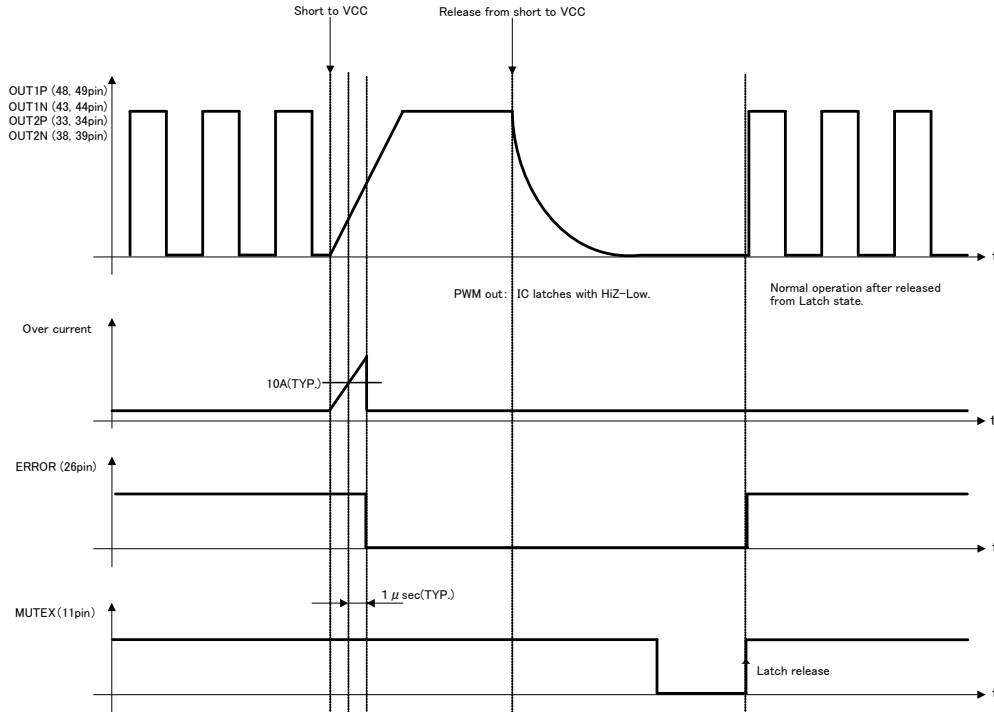 Short to VCC
Release from short to VCC
OUT1P (48, 49pin)
OUT1N (43, 44pin)
OUT2P (33, 34pin)
OUT2N (38, 39pin)
t
PWM out: IC latches with HiZ-Low.
Normal operation after released
from Latch state.
Over current
10A(TYP.)
t
ERROR (26pin)
t
1 μ sec(TYP.)
MUTEX(11pin)
Latch release
t